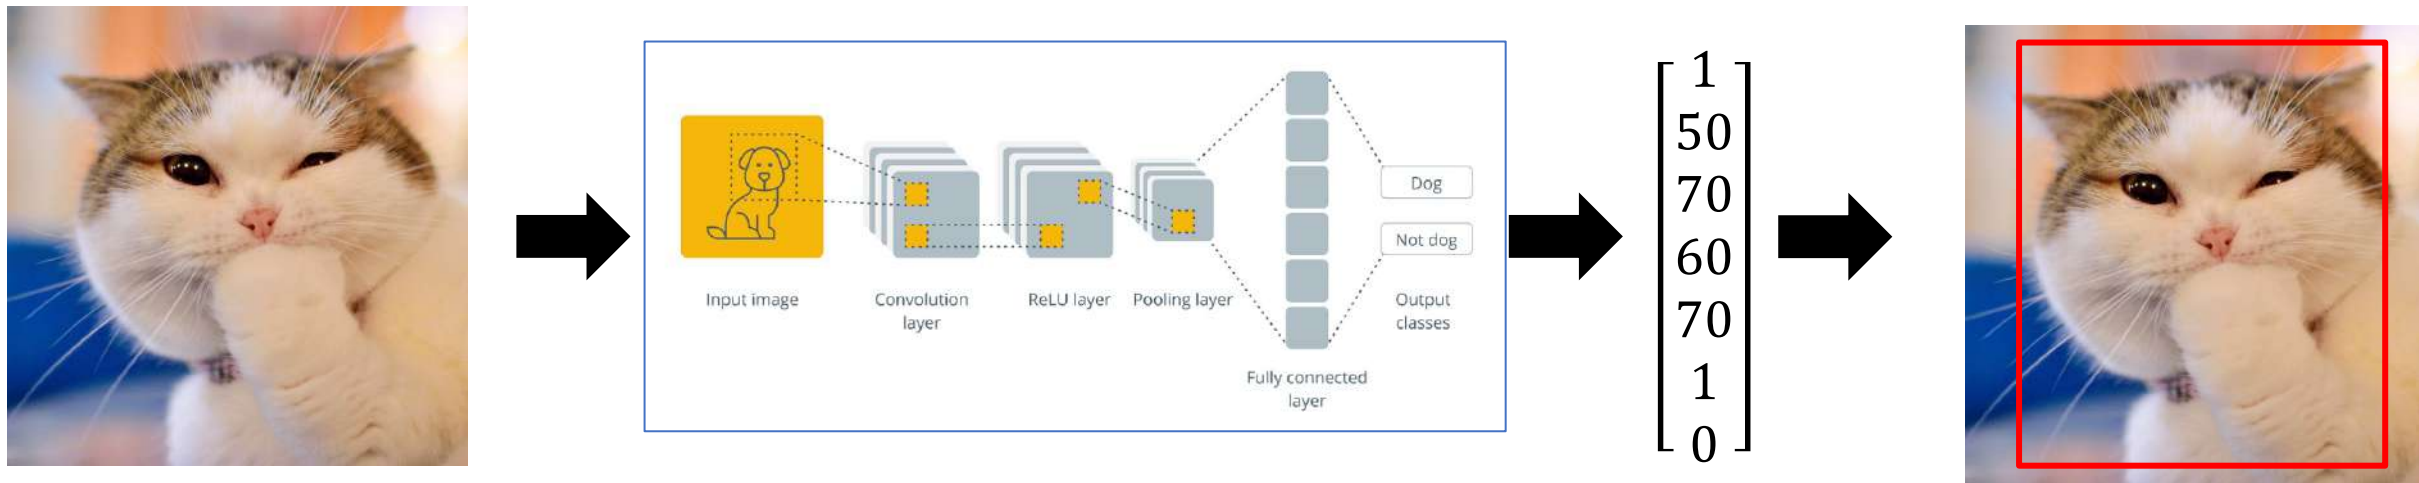 Input image
Convolution
layer
ReLU layer
Pooling layer
Fully connected
layer
Dog
Not dog
Output
classes
1
50
70
60
70
1
0